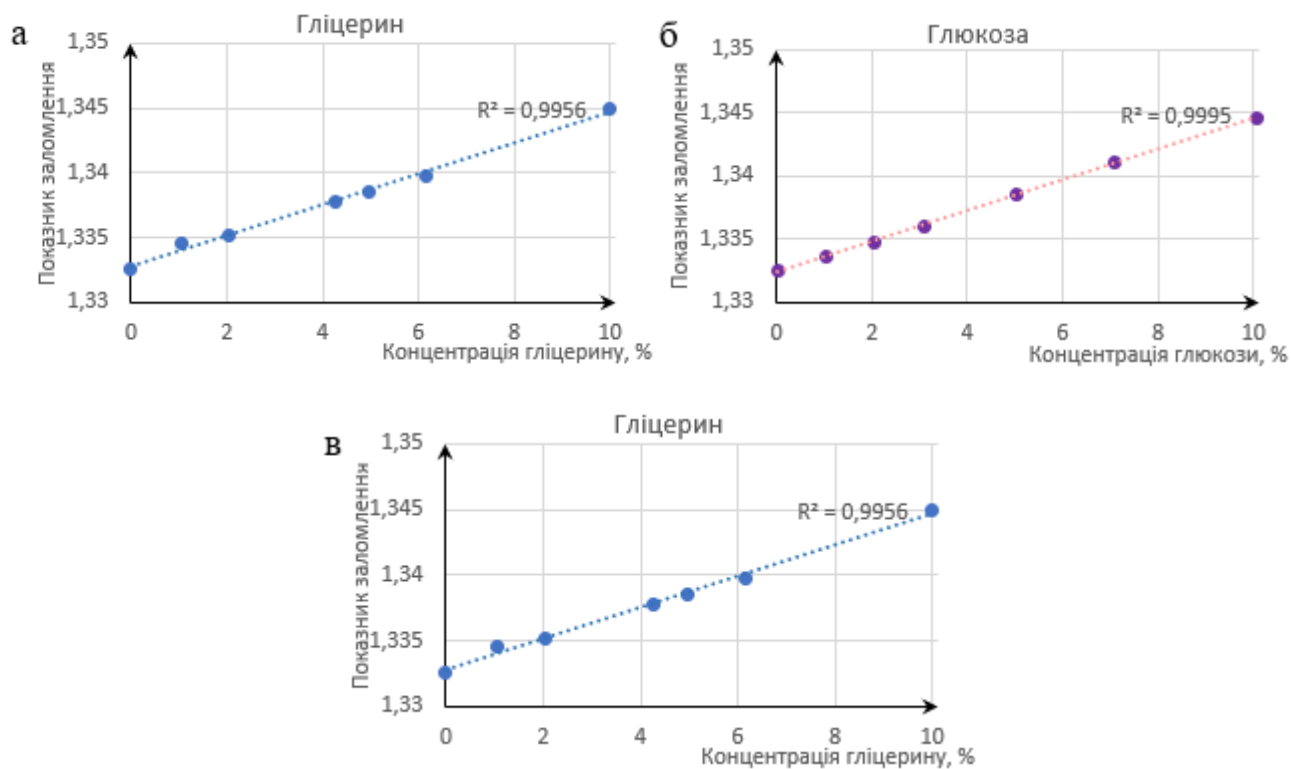 а
Гліцерин
Показник заломлення
1,35
1,345
1,34
1,335
1,33
R² = 0,9956
0 2 4 6 8 10
Концентрація гліцерину, %
б
Глюкоза
Показник заломлення
1,35
1,345
1,34
1,335
1,33
R² = 0,9995
0 2 4 6 8 10
Концентрація глюкози, %
в
Гліцерин
Показник заломлення
1,35
1,345
1,34
1,335
1,33
R² = 0,9956
0 2 4 6 8 10
Концентрація гліцерину, %